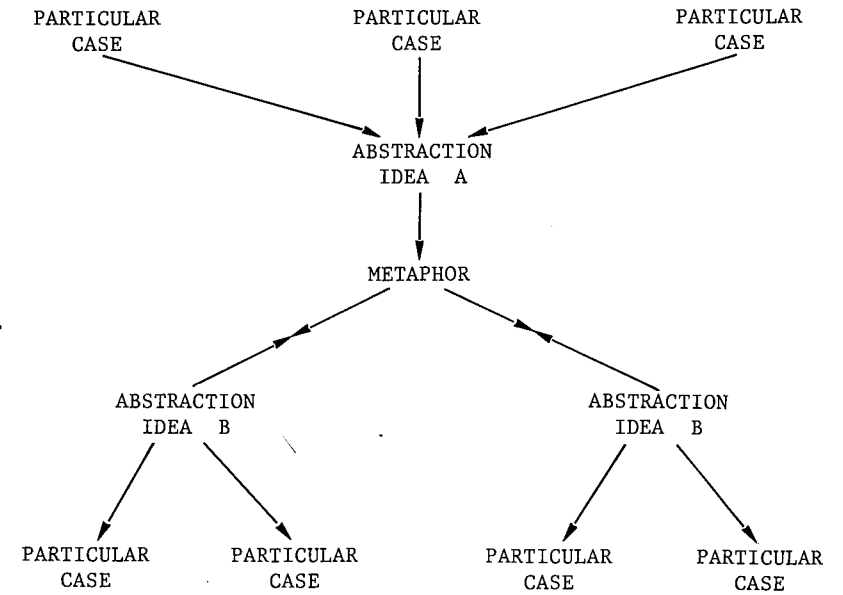 PARTICULAR CASE
PARTICULAR CASE
PARTICULAR CASE
ABSTRACTION
IDEA A
METAPHOR
ABSTRACTION
IDEA B
ABSTRACTION
IDEA B
PARTICULAR
CASE
PARTICULAR
CASE
PARTICULAR
CASE
PARTICULAR
CASE